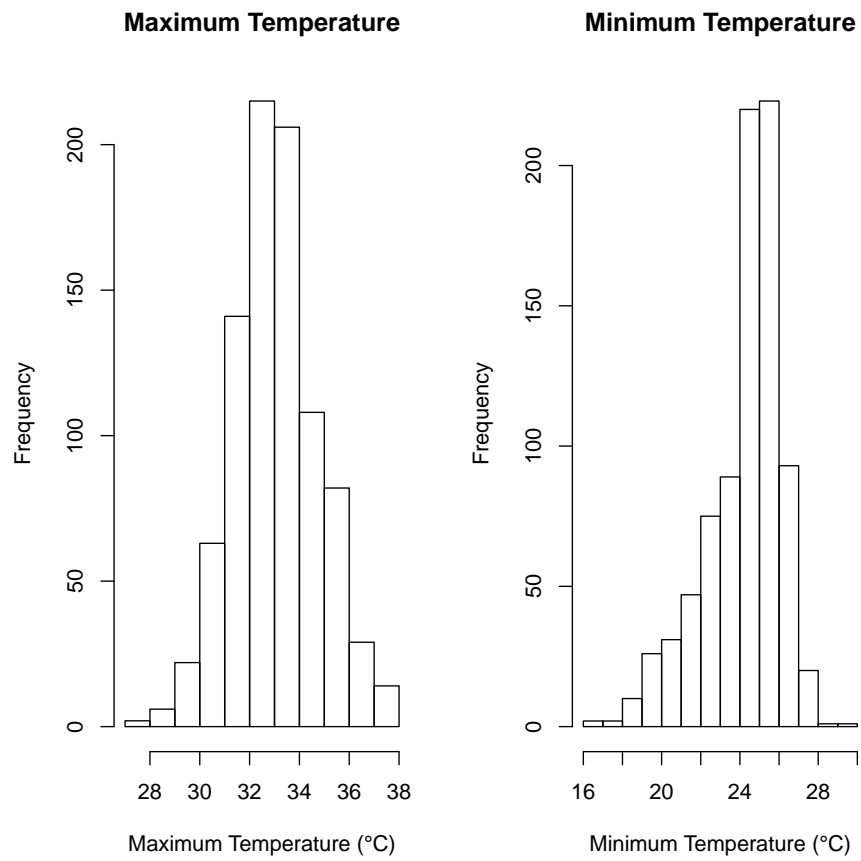 Maximum Temperature
Frequency
0
50
100
150
200
28 30 32 34 36 38
Maximum Temperature (°C)
Minimum Temperature
Frequency
0
50
100
150
200
16 20 24 28
Minimum Temperature (°C)